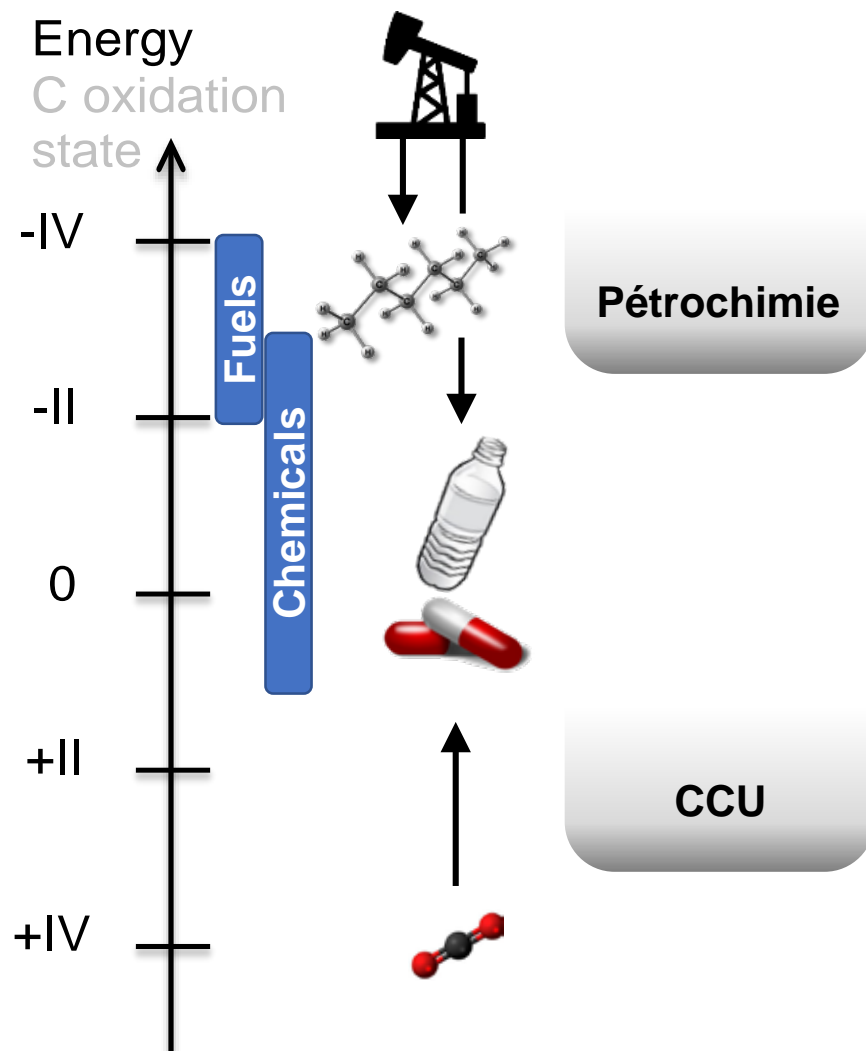 Energy
C oxidation
state
-IV
Fuels
Pétrochimie
-II
Chemicals
0
+II
CCU
+IV